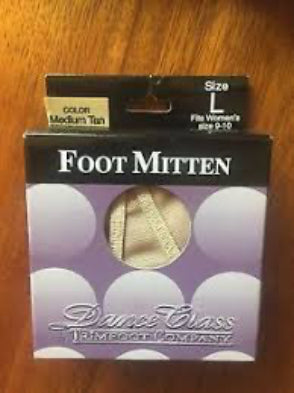 COLOR
Medium Tan
Size
L
Fits Women's
size 9-10
FOOT MITTEN
Dance Class
TRIMFOOT COMPANY